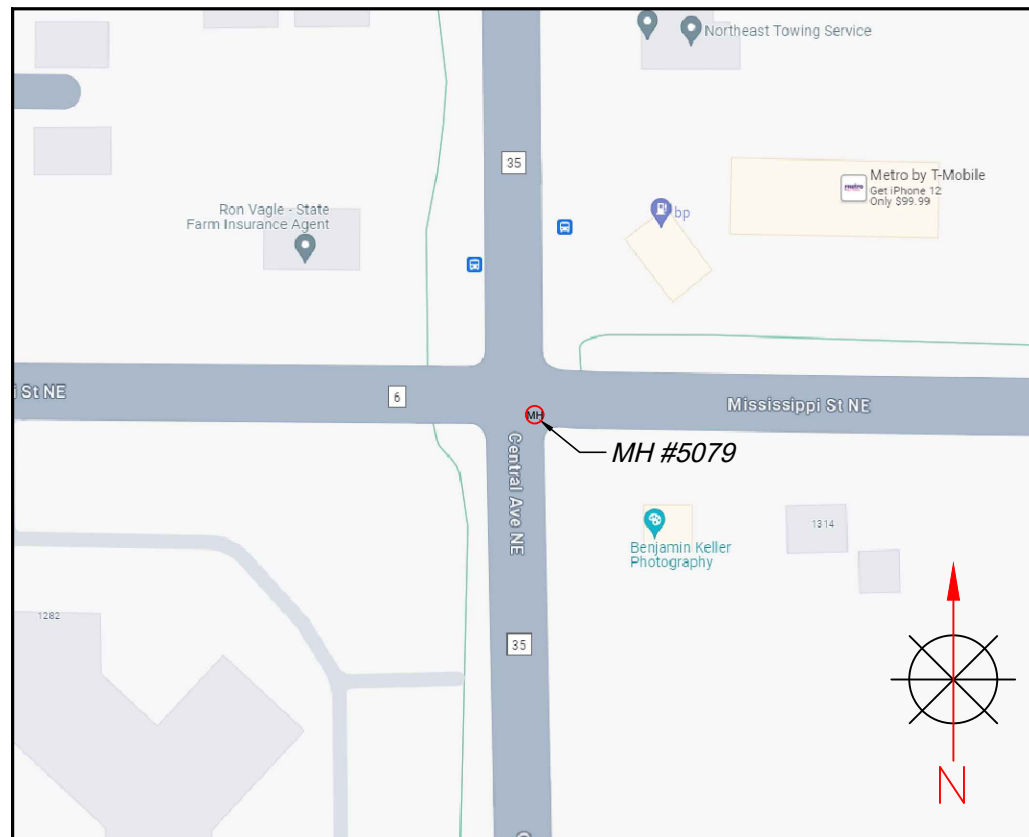 Northeast Towing Service
35
Metro by T-Mobile
metro
Get iPhone 12
Only $99.99
Ron Vagle - State
Farm Insurance Agent
bp
i St NE
6
Mississippi St NE
MH
MH #5079
Central Ave NE
1314
Benjamin Keller
Photography
1282
35
N